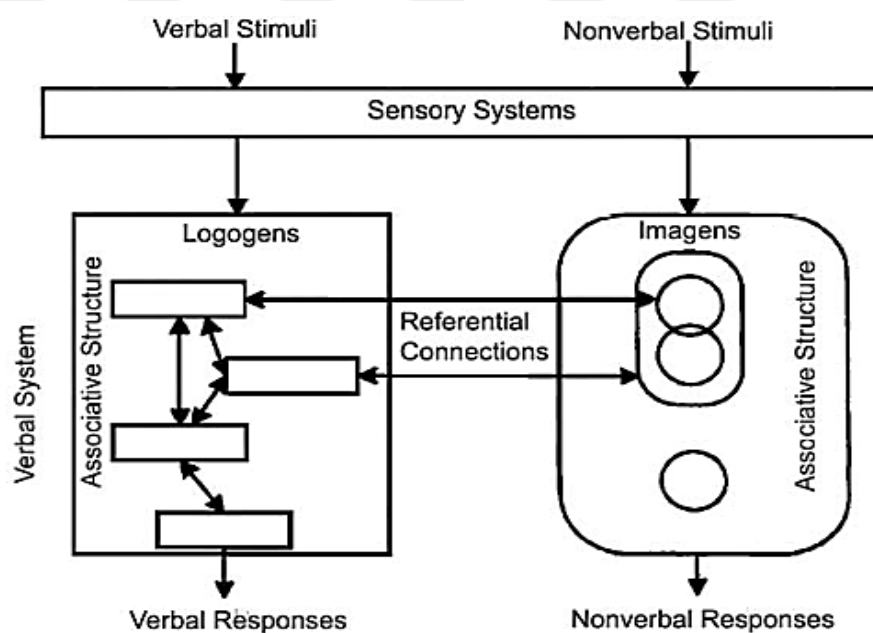 Verbal Stimuli
Nonverbal Stimuli
Sensory Systems
Logogens
Imagens
Verbal System
Associative Structure
Referential
Connections
Associative Structure
Verbal Responses
Nonverbal Responses